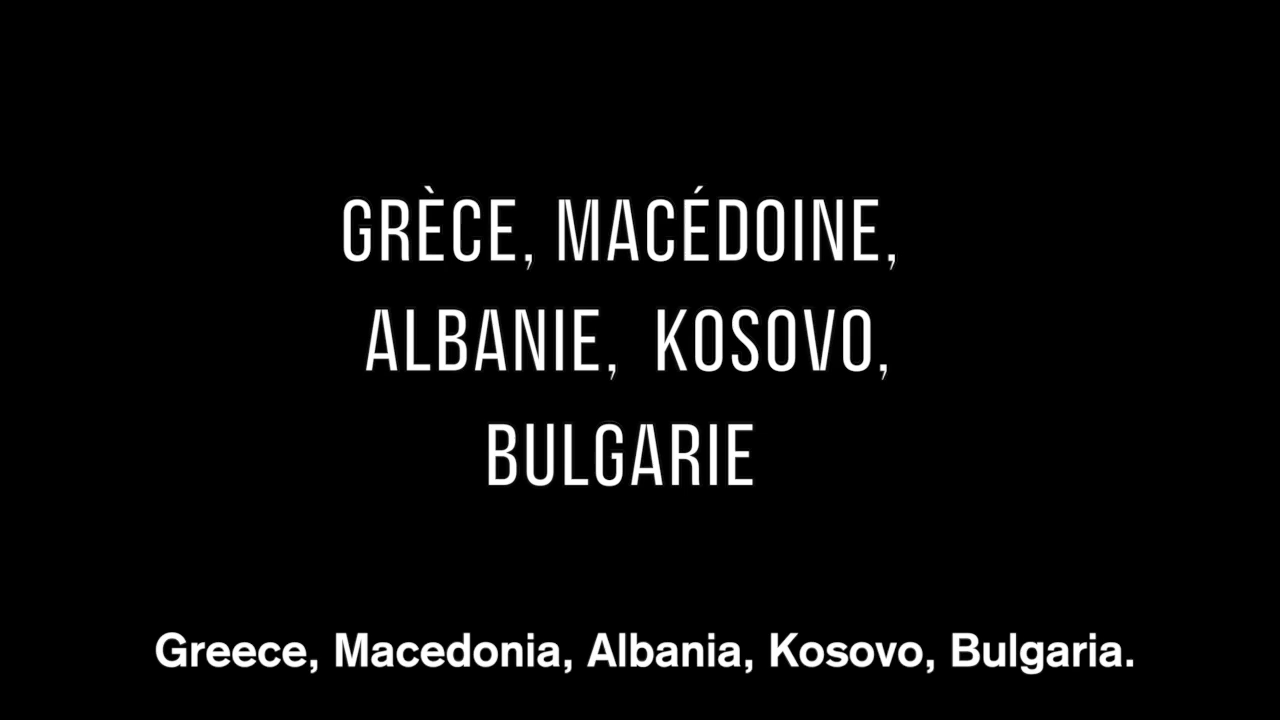 GRÈCE, MACÉDOINE,
ALBANIE, KOSOVO,
BULGARIE
Greece, Macedonia, Albania, Kosovo, Bulgaria.